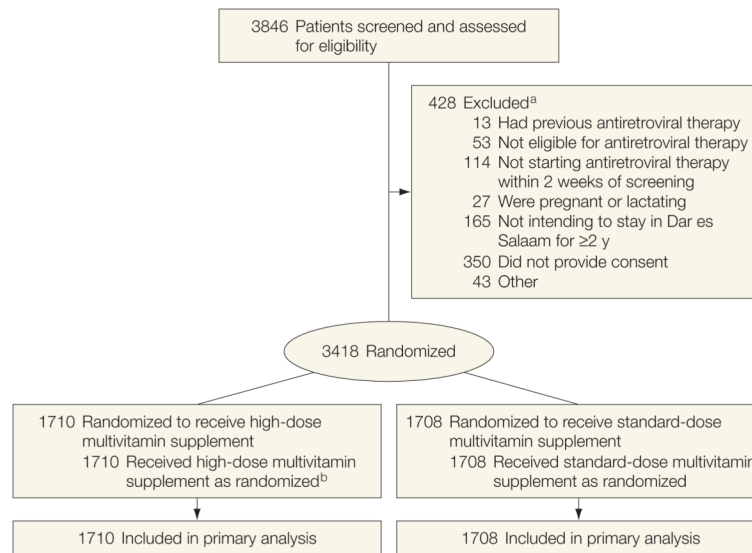 3846 Patients screened and assessed
for eligibility
428 Excludedᵃ
13 Had previous antiretroviral therapy
53 Not eligible for antiretroviral therapy
114 Not starting antiretroviral therapy
within 2 weeks of screening
27 Were pregnant or lactating
165 Not intending to stay in Dar es
Salaam for ≥2 y
350 Did not provide consent
43 Other
3418 Randomized
1710 Randomized to receive high-dose
multivitamin supplement
1710 Received high-dose multivitamin
supplement as randomizedᵇ
1708 Randomized to receive standard-dose
multivitamin supplement
1708 Received standard-dose multivitamin
supplement as randomized
1710 Included in primary analysis
1708 Included in primary analysis